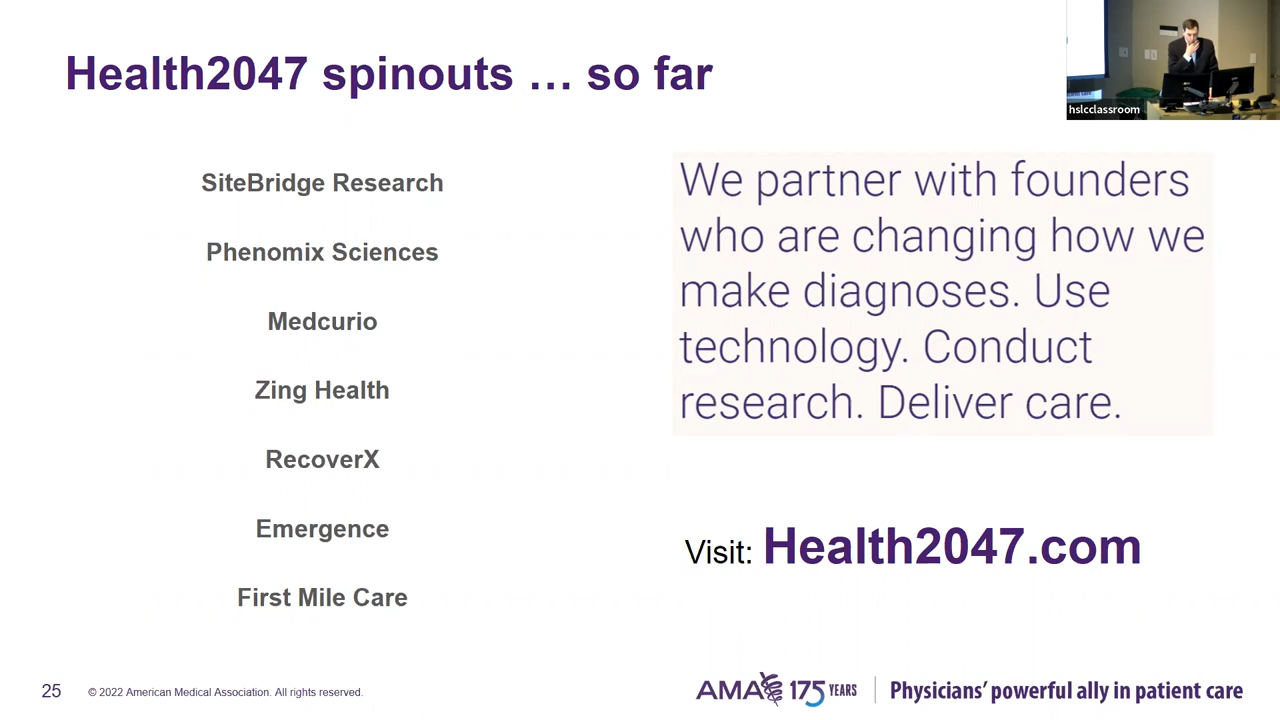 Health2047 spinouts … so far
hslcclassroom
SiteBridge Research
Phenomix Sciences
Medcurio
Zing Health
RecoverX
Emergence
First Mile Care
We partner with founders
who are changing how we
make diagnoses. Use
technology. Conduct
research. Deliver care.
Visit: Health2047.com
25
© 2022 American Medical Association. All rights reserved.
AMA 175 YEARS
Physicians’ powerful ally in patient care